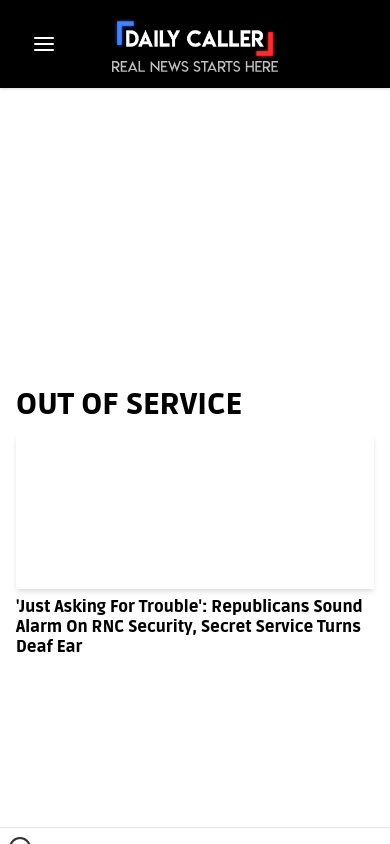 DAILY CALLER
REAL NEWS STARTS HERE
OUT OF SERVICE
'Just Asking For Trouble': Republicans Sound
Alarm On RNC Security, Secret Service Turns
Deaf Ear